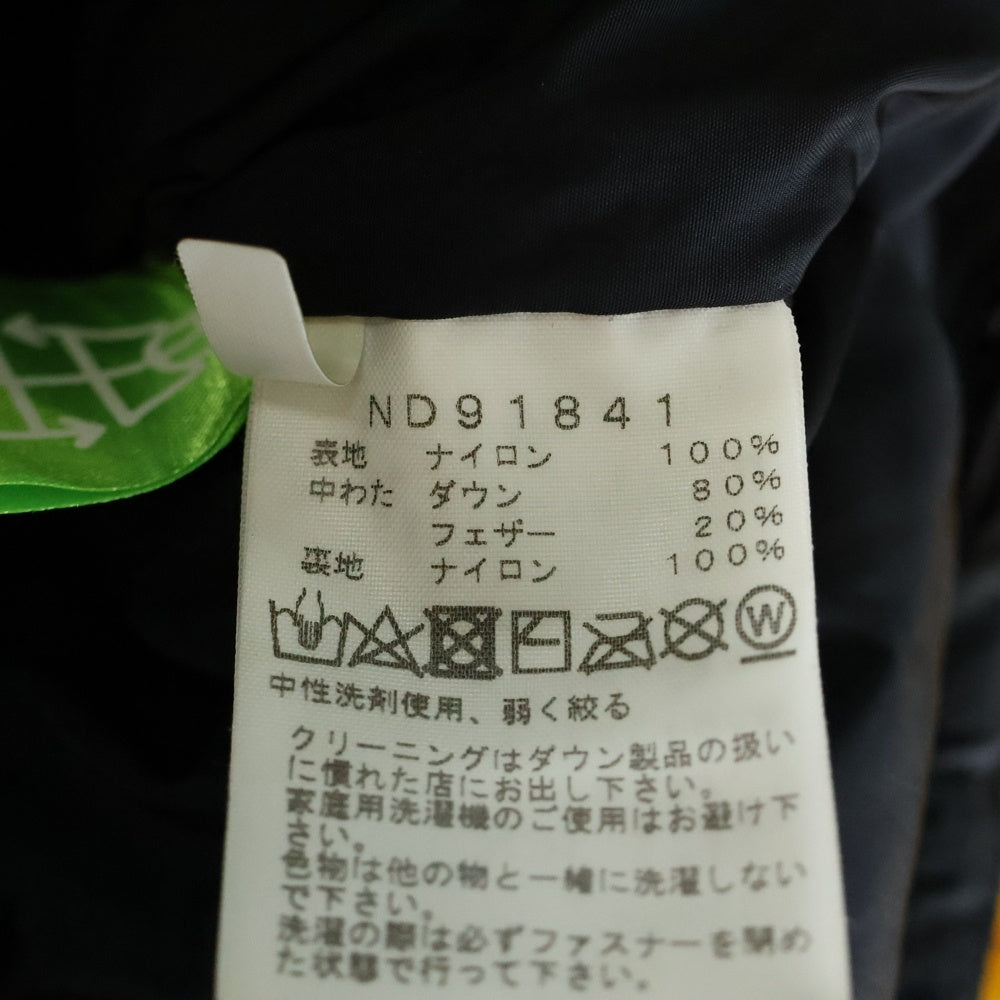 ND91841
表地 ナイロン 100%
中わた ダウン 80%
フェザー 20%
裏地 ナイロン 100%
W
中性洗剤使用、弱く絞る
クリーニングはダウン製品の扱い
に慣れた店にお出し下さい。
家庭用洗濯機のご使用はお避け下
さい。
色物は他の物と一緒に洗濯しない
で下さい。
洗濯の際は必ずファスナーを閉め
た状態で行って下さい。